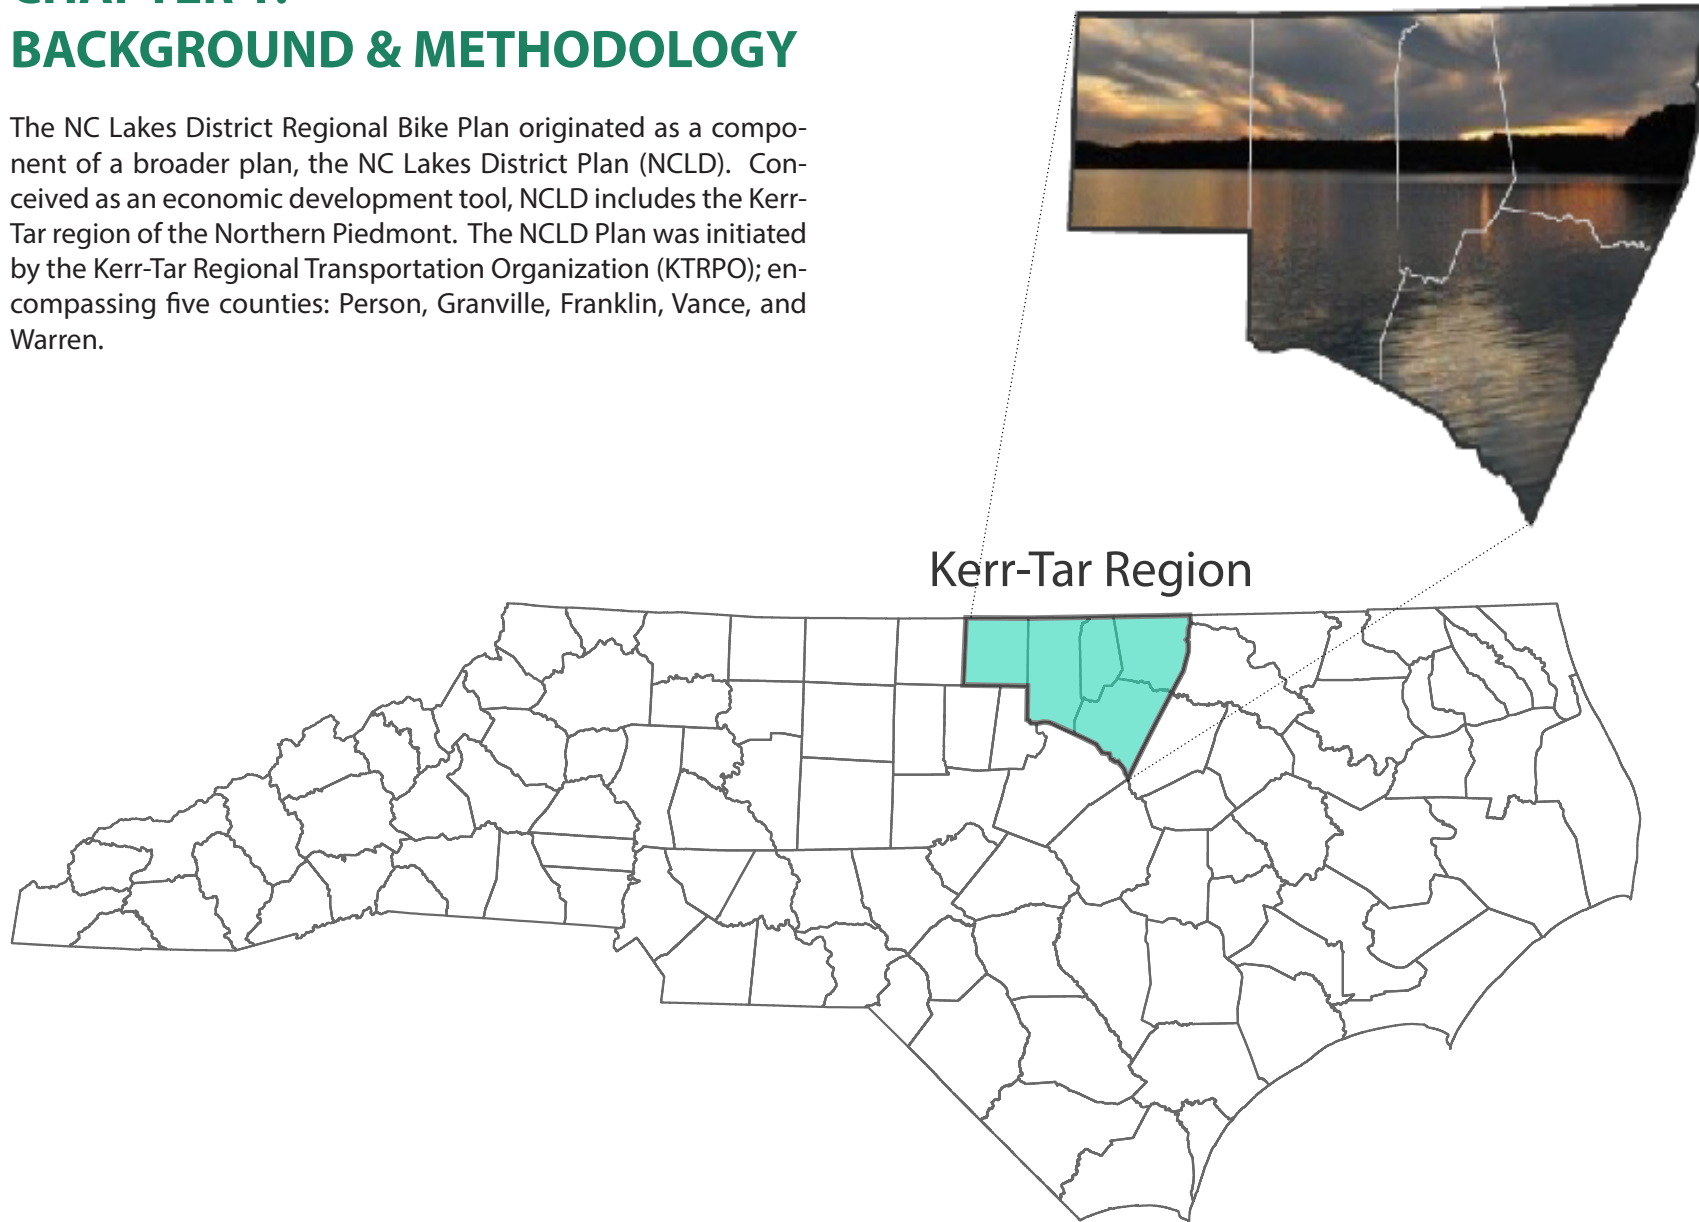 CHAPTER 1:
BACKGROUND & METHODOLOGY
The NC Lakes District Regional Bike Plan originated as a compo-
nent of a broader plan, the NC Lakes District Plan (NCLD).  Con-
ceived as an economic development tool, NCLD includes the Kerr-
Tar region of the Northern Piedmont.  The NCLD Plan was initiated
by the Kerr-Tar Regional Transportation Organization (KTRPO); en-
compassing five counties: Person, Granville, Franklin, Vance, and
Warren.
Kerr-Tar Region